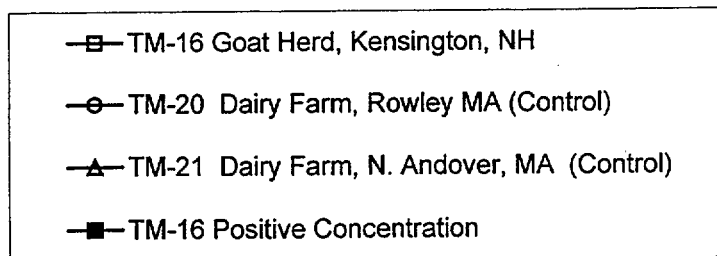 TM-16 Goat Herd, Kensington, NH
TM-20 Dairy Farm, Rowley MA (Control)
TM-21 Dairy Farm, N. Andover, MA (Control)
TM-16 Positive Concentration